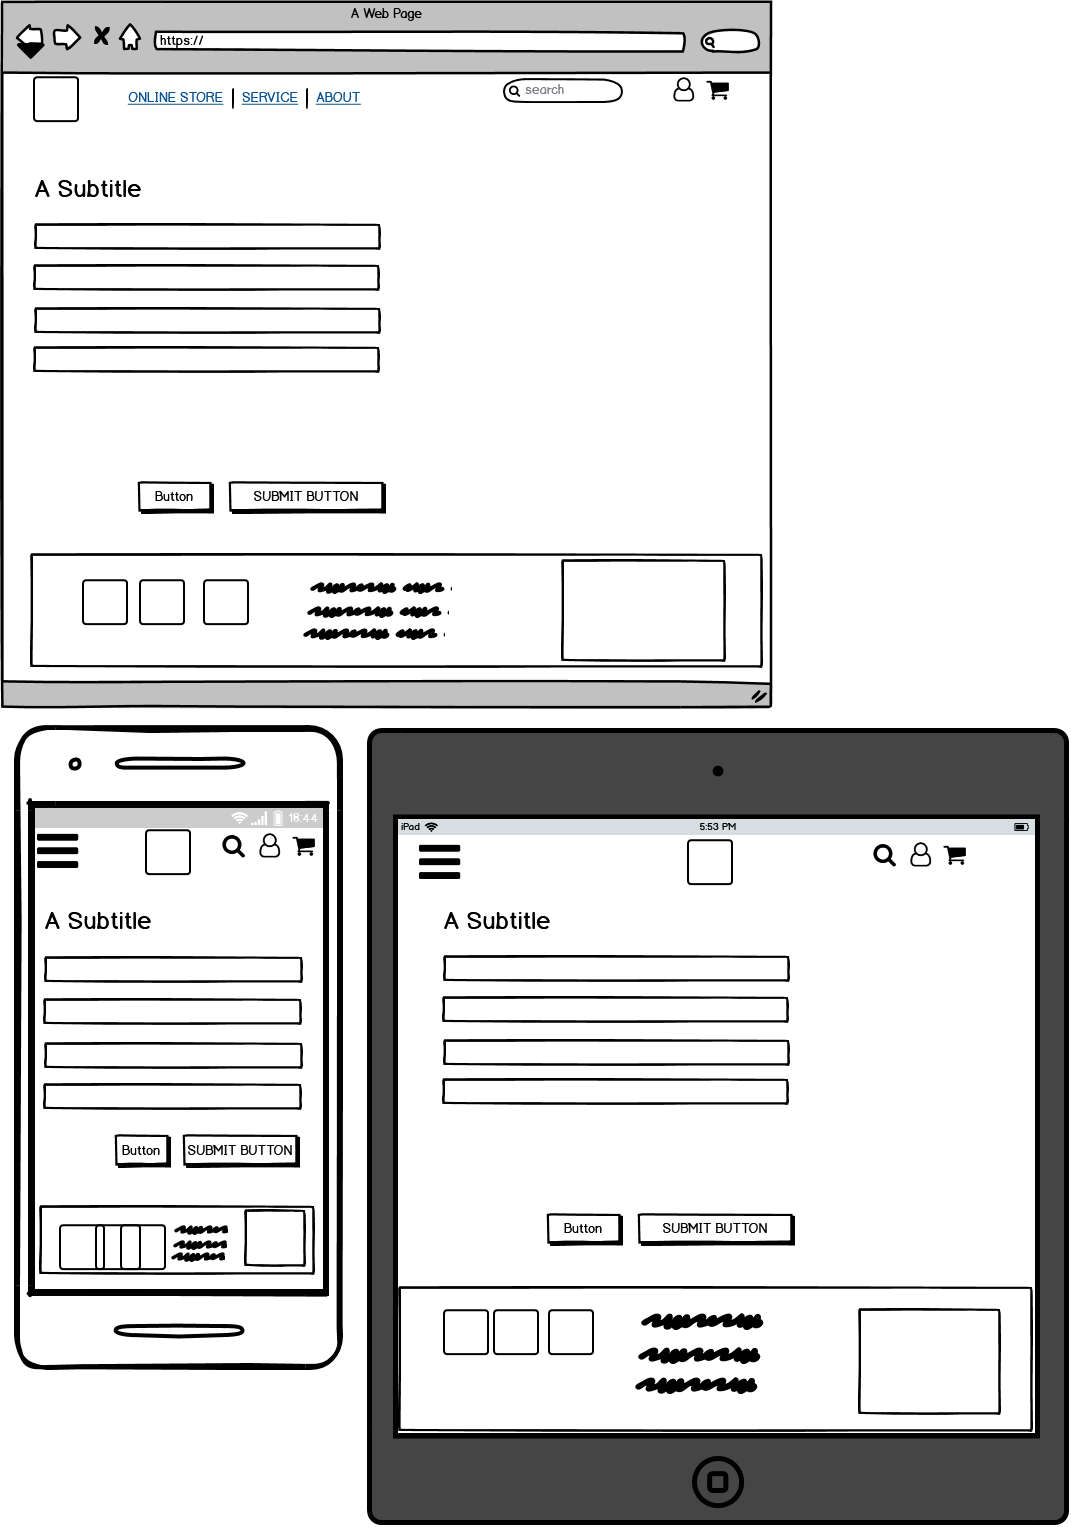 A Web Page
https://
ONLINE STORE | SERVICE | ABOUT
search
A Subtitle
Button
SUBMIT BUTTON
18:44
A Subtitle
Button
SUBMIT BUTTON
iPad
5:53 PM
A Subtitle
Button
SUBMIT BUTTON